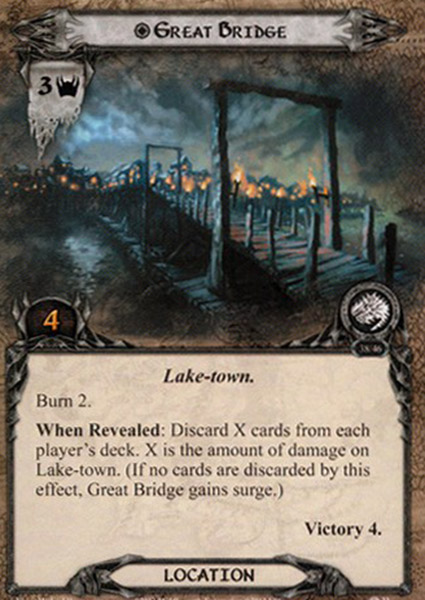 GREAT BRIDGE
3
4
Lake-town.
Burn 2.
When Revealed: Discard X cards from each
player's deck. X is the amount of damage on
Lake-town. (If no cards are discarded by this
effect, Great Bridge gains surge.)
Victory 4.
LOCATION